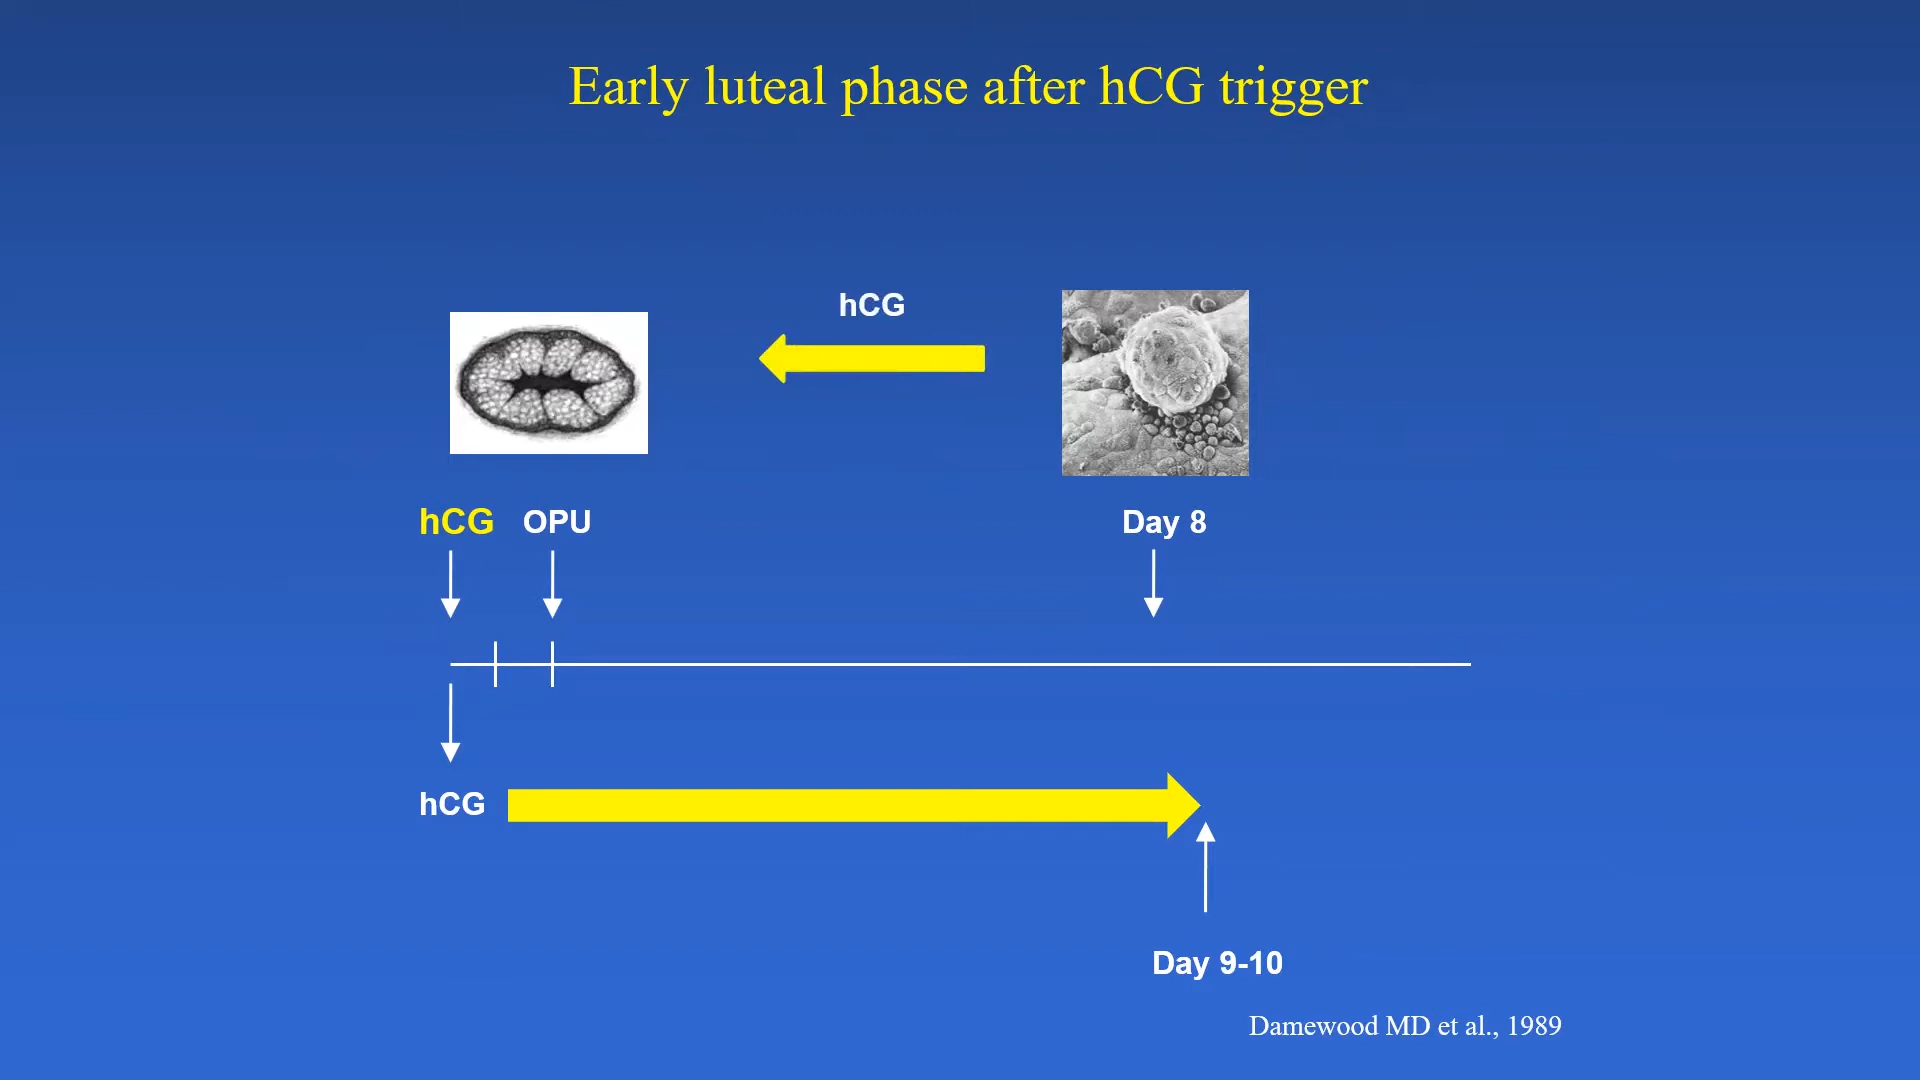 Early luteal phase after hCG trigger
hCG
hCG OPU
Day 8
hCG
Day 9-10
Damewood MD et al., 1989